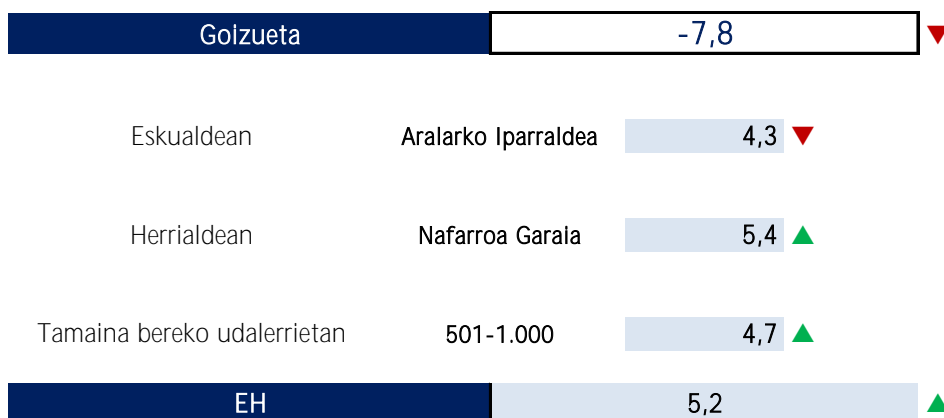 Goizueta -7,8 ▼
Eskualdean Aralarko Iparraldea 4,3 ▼
Herrialdean Nafarroa Garaia 5,4 ▲
Tamaina bereko udalerrietan 501-1.000 4,7 ▲
EH 5,2 ▲